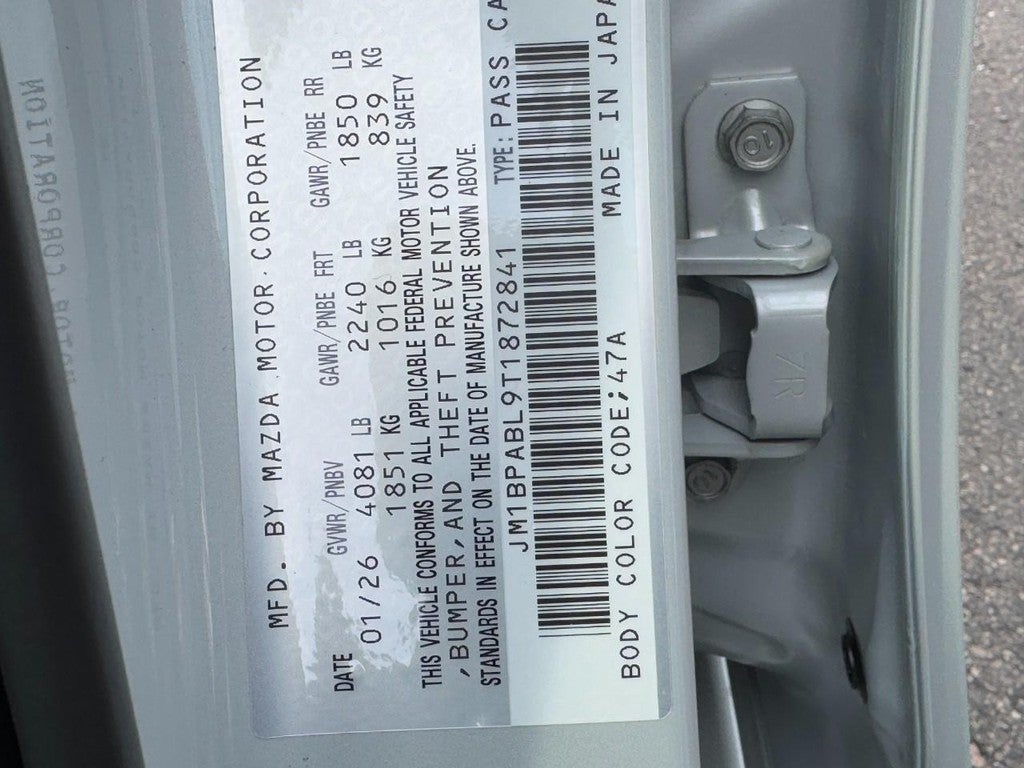 MFD. BY MAZDA MOTOR CORPORATION
DATE GVWR/PNBV GAWR/PNBE FRT GAWR/PNBE RR
01/26 4081 LB 2240 LB 1850 LB
1851 KG 1016 KG 839 KG
THIS VEHICLE CONFORMS TO ALL APPLICABLE FEDERAL MOTOR VEHICLE SAFETY
,BUMPER,AND THEFT PREVENTION
STANDARDS IN EFFECT ON THE DATE OF MANUFACTURE SHOWN ABOVE.
JM1BPABL9T1872841 TYPE:PASS CA
BODY COLOR CODE;47A MADE IN JAPA
10
7R